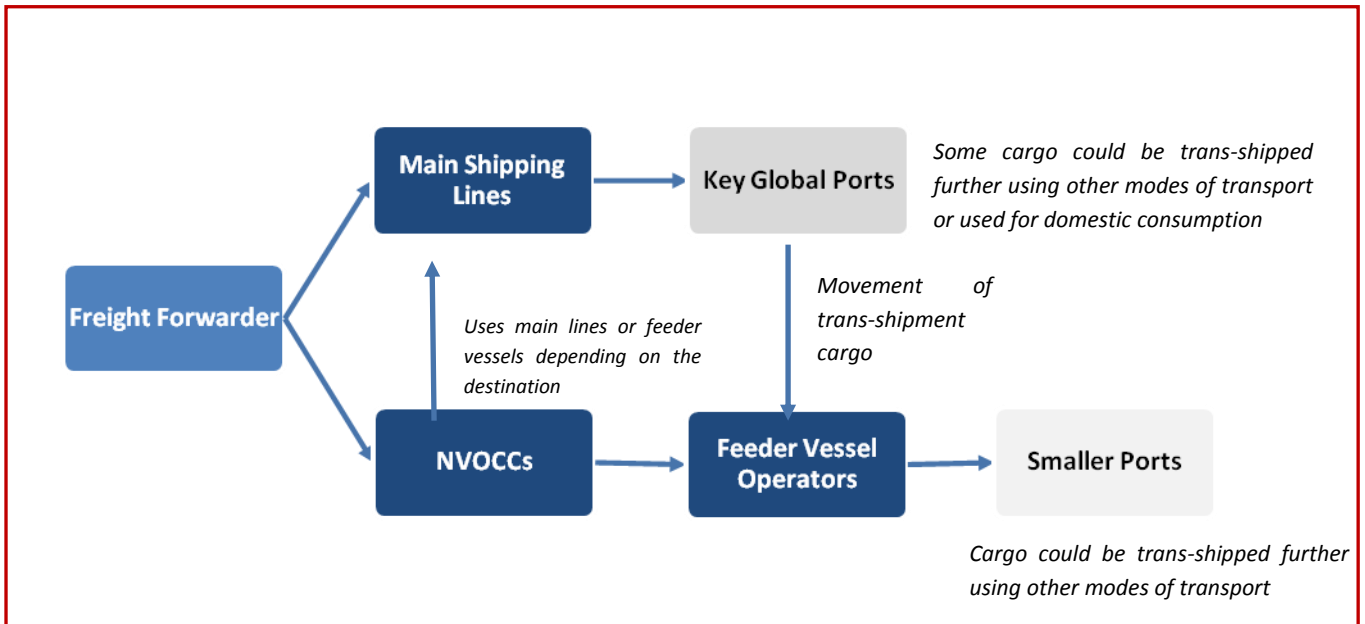 Main Shipping
Lines
Key Global Ports
Some cargo could be trans-shipped
further using other modes of transport
or used for domestic consumption
Freight Forwarder
Uses main lines or feeder
vessels depending on the
destination
Movement of
trans-shipment
cargo
NVOCCs
Feeder Vessel
Operators
Smaller Ports
Cargo could be trans-shipped further
using other modes of transport